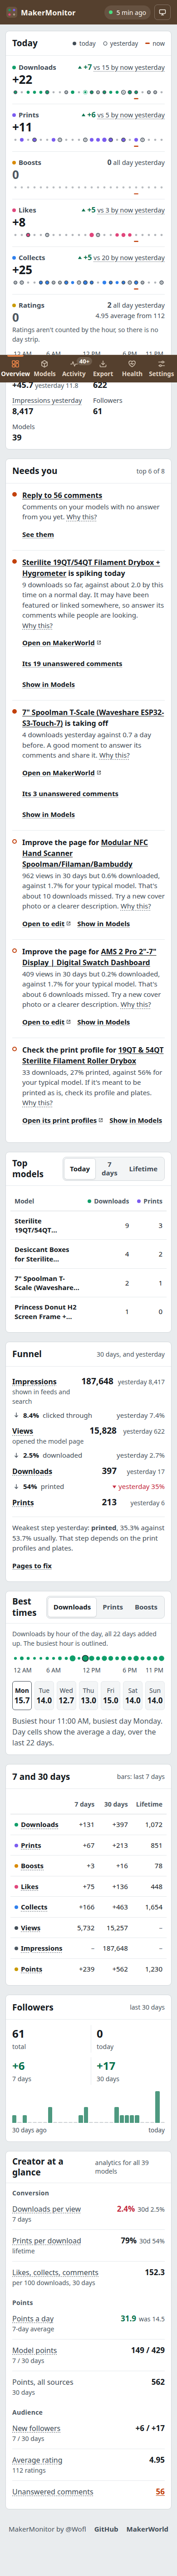 MakerMonitor
5 min ago
Today
today yesterday now
Downloads
+7 vs 15 by now yesterday
+22
Prints
+6 vs 5 by now yesterday
+11
Boosts
0 all day yesterday
0
Likes
+5 vs 3 by now yesterday
+8
Collects
+5 vs 20 by now yesterday
+25
Ratings
2 all day yesterday
0
4.95 average from 112
Ratings aren't counted by the hour, so there is no day strip.
12 AM 6 AM 12 PM 6 PM 11 PM
Overview Models Activity 40+ Export Health Settings
+45.7 yesterday 11.8
622
Impressions yesterday
Followers
8,417
61
Models
39
Needs you
top 6 of 8
Reply to 56 comments
Comments on your models with no answer from you yet. Why this?
See them
Sterilite 19QT/54QT Filament Drybox + Hygrometer is spiking today
9 downloads so far, against about 2.0 by this time on a normal day. It may have been featured or linked somewhere, so answer its comments while people are looking.
Why this?
Open on MakerWorld
Its 19 unanswered comments
Show in Models
7" Spoolman T-Scale (Waveshare ESP32-S3-Touch-7) is taking off
4 downloads yesterday against 0.7 a day before. A good moment to answer its comments and share it. Why this?
Open on MakerWorld
Its 3 unanswered comments
Show in Models
Improve the page for Modular NFC Hand Scanner Spoolman/Filaman/Bambuddy
962 views in 30 days but 0.6% downloaded, against 1.7% for your typical model. That's about 10 downloads missed. Try a new cover photo or a clearer description. Why this?
Open to edit Show in Models
Improve the page for AMS 2 Pro 2"-7" Display | Digital Swatch Dashboard
409 views in 30 days but 0.2% downloaded, against 1.7% for your typical model. That's about 6 downloads missed. Try a new cover photo or a clearer description. Why this?
Open to edit Show in Models
Check the print profile for 19QT & 54QT Sterilite Filament Roller Drybox
33 downloads, 27% printed, against 56% for your typical model. If it's meant to be printed as is, check its profile and plates.
Why this?
Open its print profiles Show in Models
Top models
Today 7 days Lifetime
Model Downloads Prints
Sterilite 19QT/54QT... 9 3
Desiccant Boxes for Sterilite... 4 2
7" Spoolman T-Scale (Waveshare... 2 1
Princess Donut H2 Screen Frame +... 1 0
Funnel
30 days, and yesterday
Impressions 187,648 yesterday 8,417
shown in feeds and search
8.4% clicked through yesterday 7.4%
Views 15,828 yesterday 622
opened the model page
2.5% downloaded yesterday 2.7%
Downloads 397 yesterday 17
54% printed yesterday 35%
Prints 213 yesterday 6
Weakest step yesterday: printed, 35.3% against 53.7% usually. That step depends on the print profiles and plates.
Pages to fix
Best times
Downloads Prints Boosts
Downloads by hour of the day, all 22 days added up. The busiest hour is outlined.
12 AM 6 AM 12 PM 6 PM 11 PM
Mon Tue Wed Thu Fri Sat Sun
15.7 14.0 12.7 13.0 15.0 14.0 14.0
Busiest hour 11:00 AM, busiest day Monday. Day cells show the average a day, over the last 22 days.
7 and 30 days
bars: last 7 days
7 days 30 days Lifetime
Downloads +131 +397 1,072
Prints +67 +213 851
Boosts +3 +16 78
Likes +75 +136 448
Collects +166 +463 1,654
Views 5,732 15,257 –
Impressions – 187,648 –
Points +239 +562 1,230
Followers
last 30 days
61
0
total
today
+6
+17
7 days
30 days
30 days ago today
Creator at a glance
analytics for all 39 models
Conversion
Downloads per view 2.4% 30d 2.5%
7 days
Prints per download 79% 30d 54%
lifetime
Likes, collects, comments 152.3
per 100 downloads, 30 days
Points
Points a day 31.9 was 14.5
7-day average
Model points 149 / 429
7 / 30 days
Points, all sources 562
30 days
Audience
New followers +6 / +17
7 / 30 days
Average rating 4.95
112 ratings
Unanswered comments 56
MakerMonitor by @Wofl GitHub MakerWorld